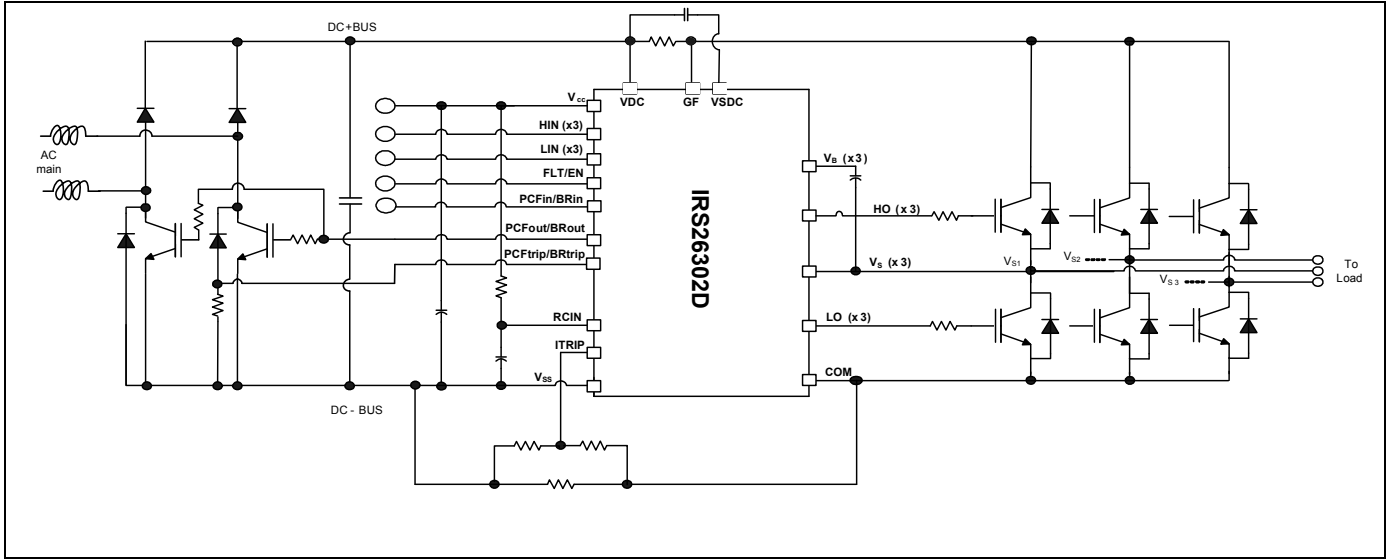 DC+BUS
VDC
GF
VSDC
Vcc
HIN (x3)
LIN (x3)
FLT/EN
PCFin/BRin
PCFout/BRout
PCFtrip/BRtrip
RCIN
ITRIP
VSS
AC
main
DC - BUS
IRS26302D
VB (x3)
HO (x3)
VS (x3)
LO (x3)
COM
VS1
VS2
VS3
To
Load